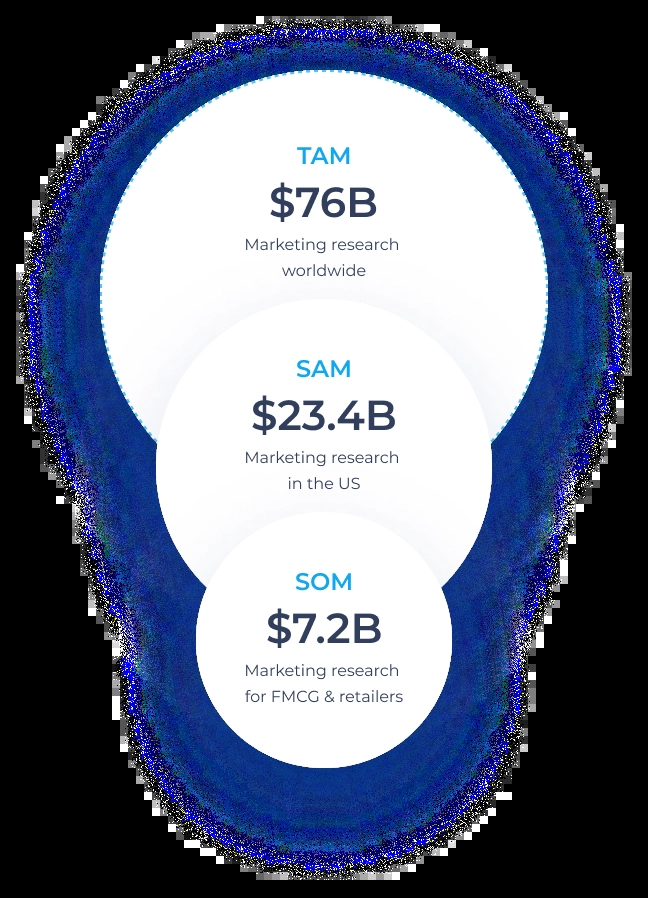 TAM
$76B
Marketing research
worldwide
SAM
$23.4B
Marketing research
in the US
SOM
$7.2B
Marketing research
for FMCG & retailers